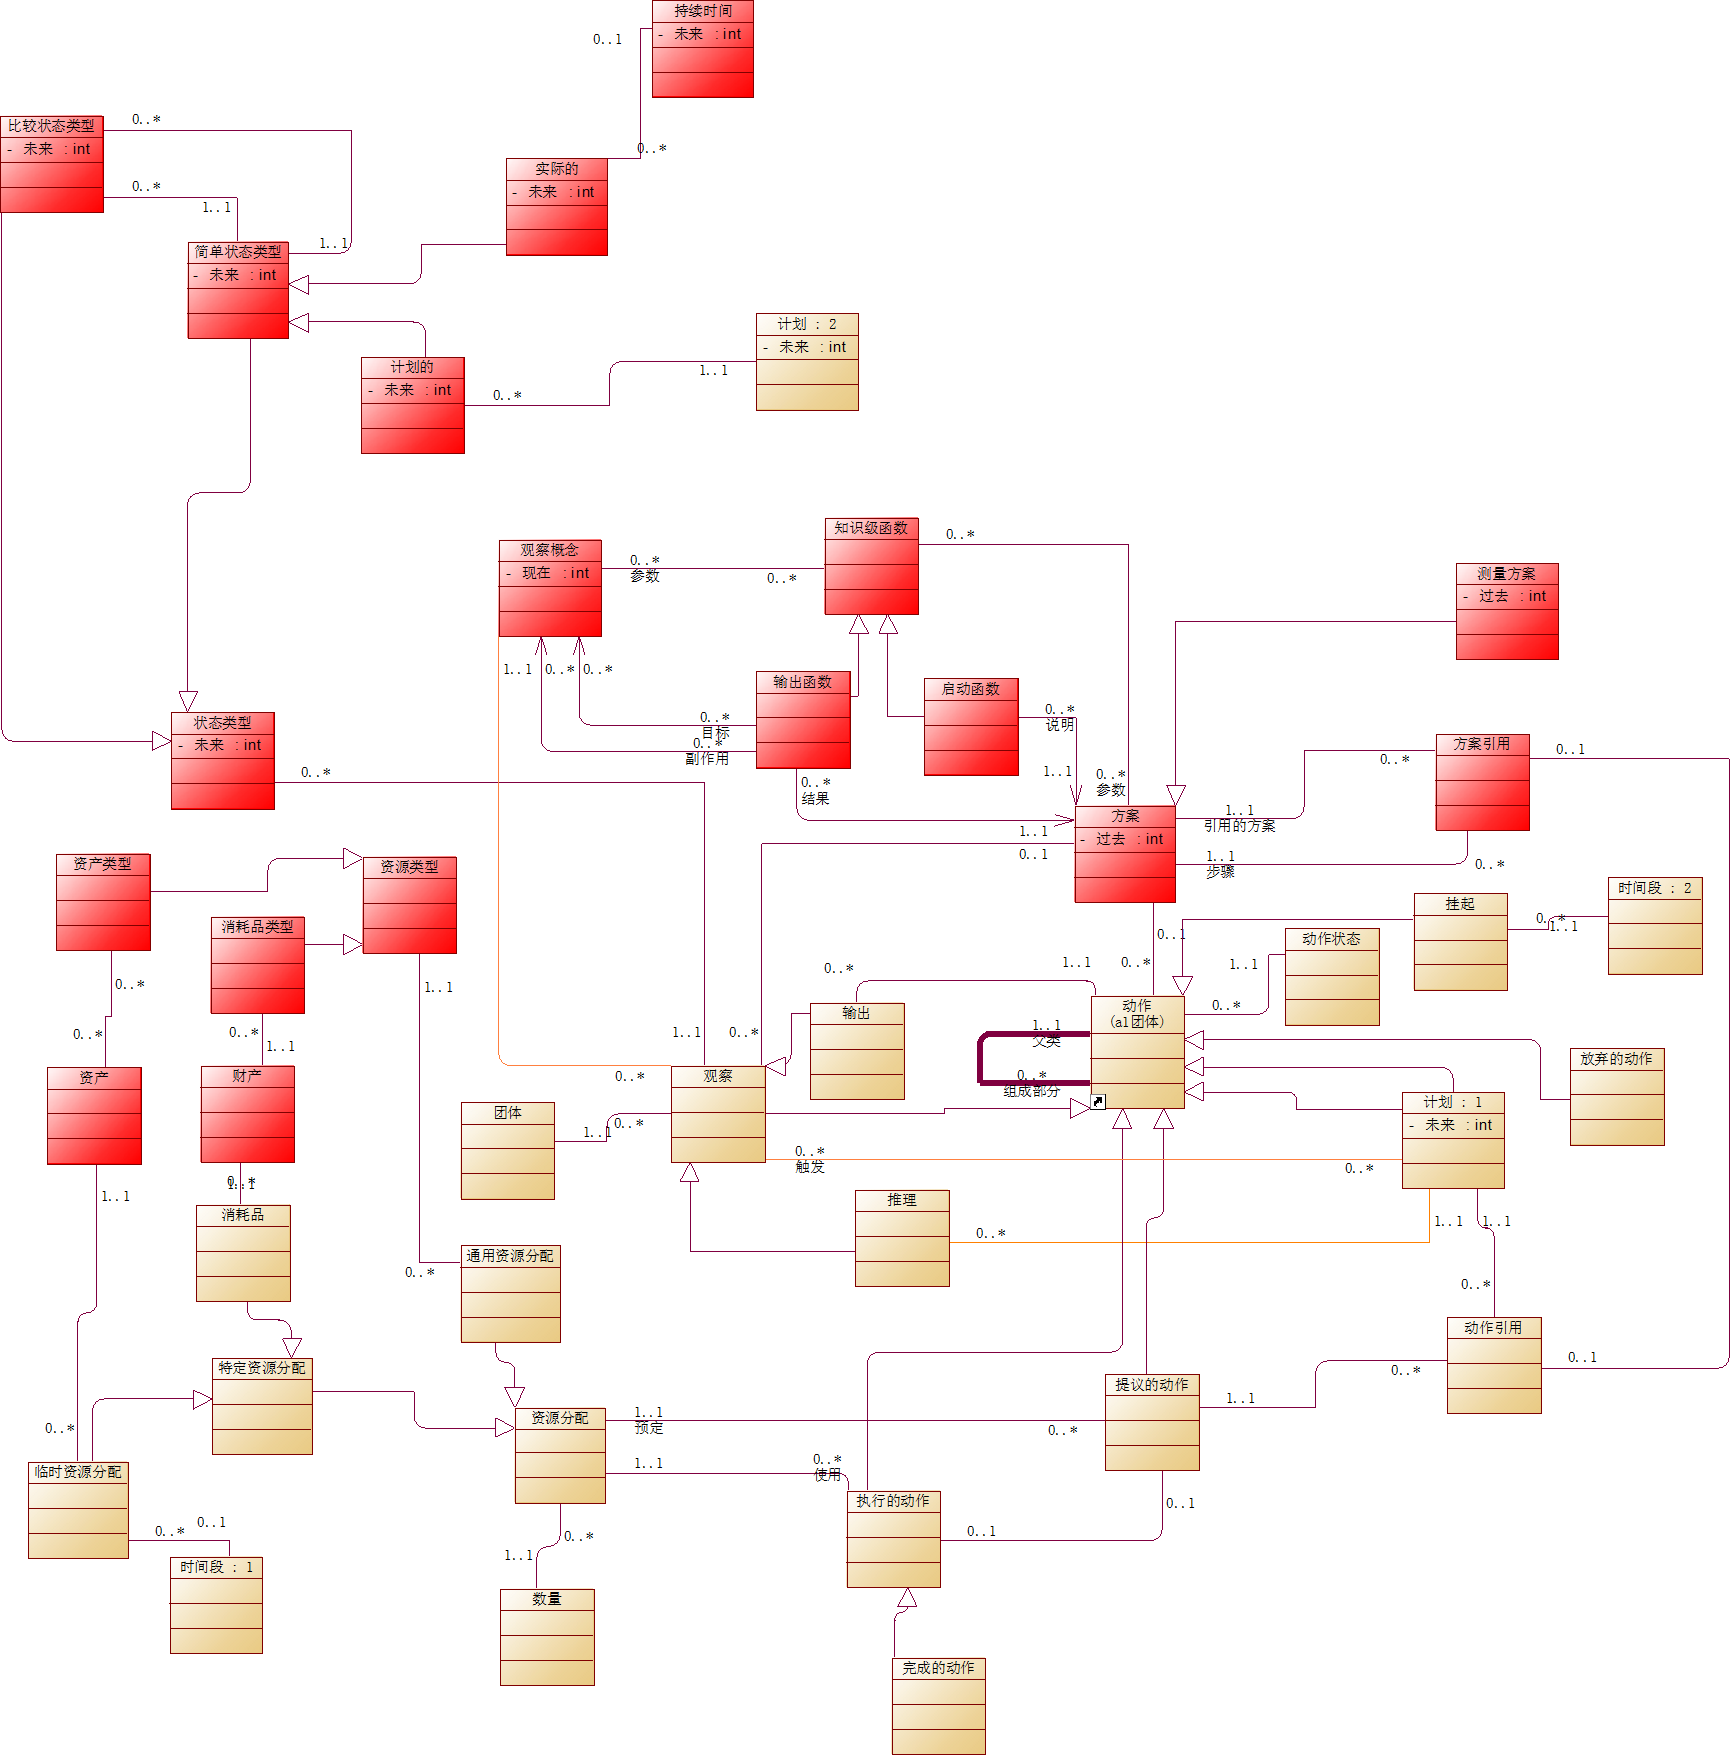 持续时间
- 未来 : int
0..1
0..*
比较状态类型
- 未来 : int
0..*
0..*
1..1
1..1
实际的
- 未来 : int
简单状态类型
- 未来 : int
计划 : 2
- 未来 : int
计划的
- 未来 : int
0..*
1..1
知识级函数
0..*
观察概念
- 现在 : int
0..*
参数
0..*
测量方案
- 过去 : int
1..1
0..*
0..*
输出函数
启动函数
0..*
目标
0..*
副作用
0..*
说明
状态类型
- 未来 : int
0..*
方案引用
0..1
0..*
1..1
0..*
参数
0..*
结果
方案
- 过去 : int
1..1
引用的方案
1..1
0..1
1..1
步骤
0..*
资产类型
资源类型
消耗品类型
挂起
时间段 : 2
0..*
1..1
动作状态
0..1
0..*
1..1
1..1
0..*
0..*
1..1
输出
动作
(a1团体)
0..*
1..1
父类
0..*
组成部分
0..*
0..*
0..*
1..1
1..1
0..*
资产
财产
观察
0..*
放弃的动作
团体
1..1
0..*
计划 : 1
- 未来 : int
0..*
触发
0..*
1..1
0..*
1..1
推理
消耗品
0..*
1..1
1..1
通用资源分配
0..*
0..*
动作引用
0..1
特定资源分配
提议的动作
1..1
0..*
资源分配
1..1
预定
0..*
0..*
临时资源分配
1..1
0..*
使用
执行的动作
0..1
0..1
0..*
0..1
时间段 : 1
0..*
1..1
数量
完成的动作